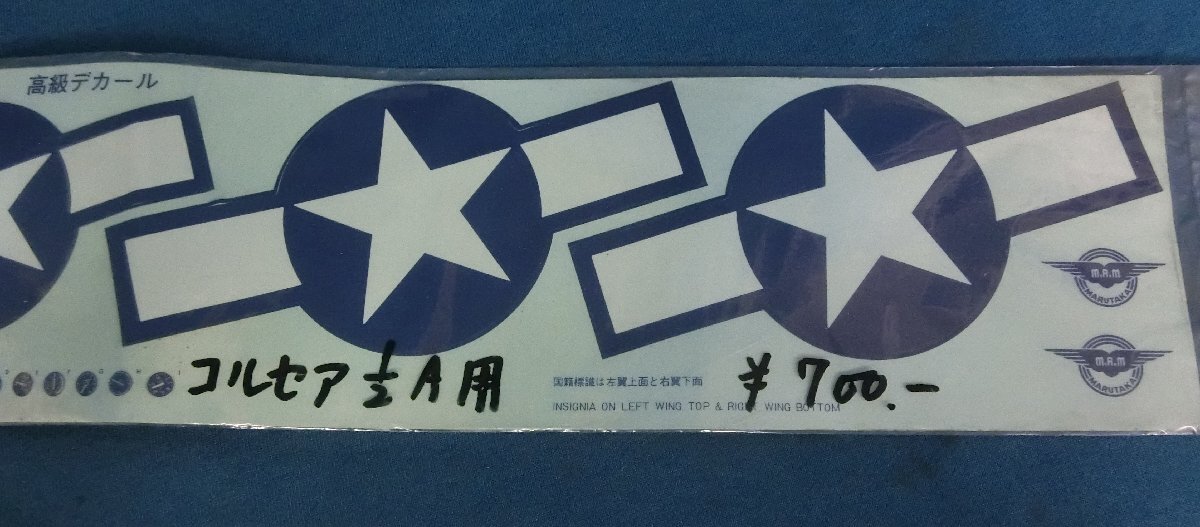 高級デカール
M.A.M
MARUTAKA
M.A.M
MARUTAKA
コルセア 1/2 A 用
国籍標識は左翼上面と右翼下面
INSIGNIA ON LEFT WING TOP & RIGHT WING BOTTOM
¥700.-